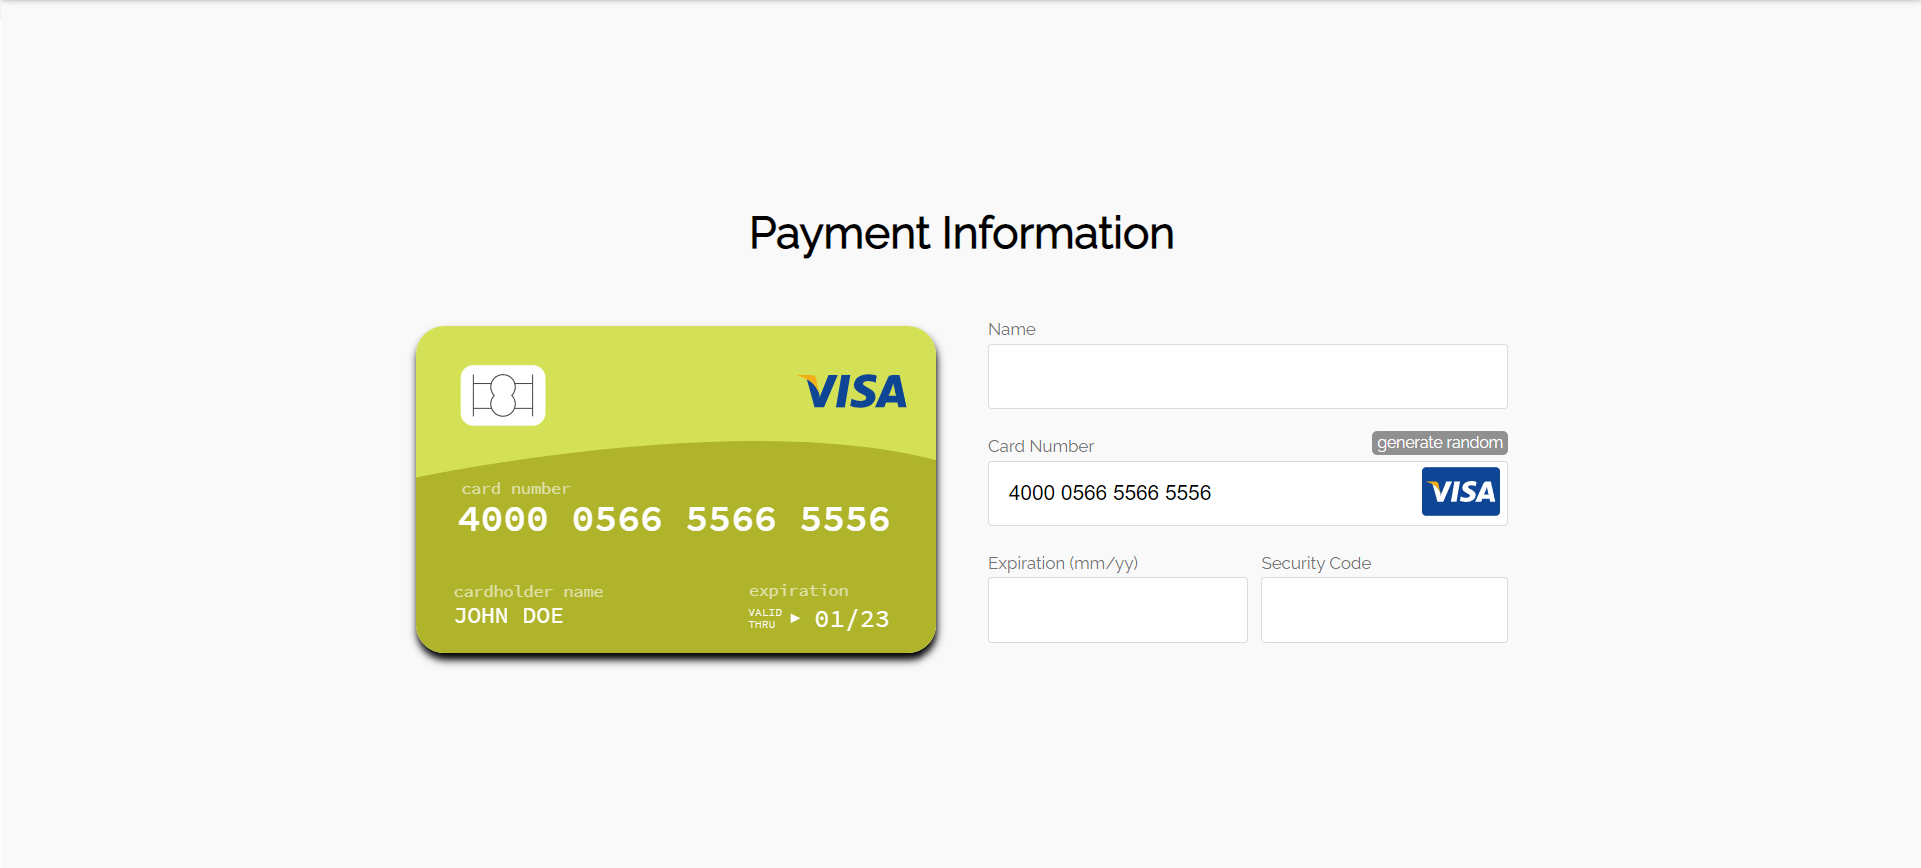 Payment Information
VISA
card number
4000 0566 5566 5556
cardholder name
JOHN DOE
expiration
VALID
THRU
01/23
Name
Card Number
generate random
4000 0566 5566 5556
VISA
Expiration (mm/yy)
Security Code